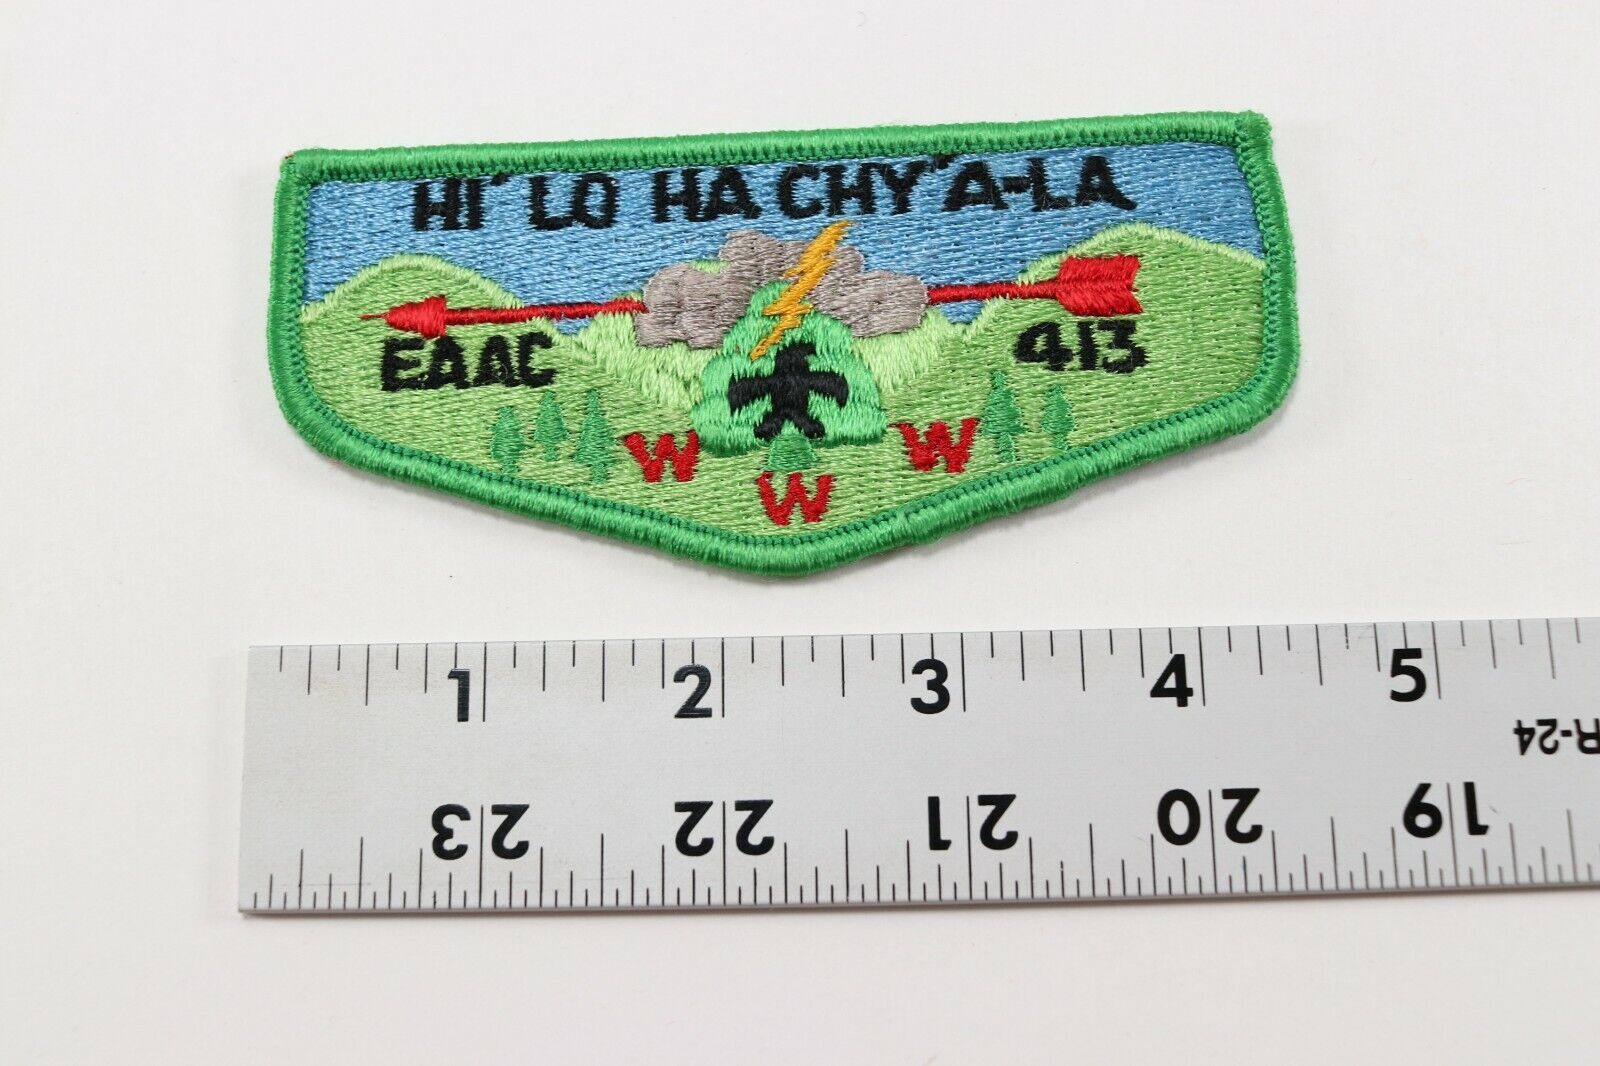 HI' LO HA CHY'A-LA
EAAC 413
W W
W
1 2 3 4 5
R-24
23 22 21 20 19